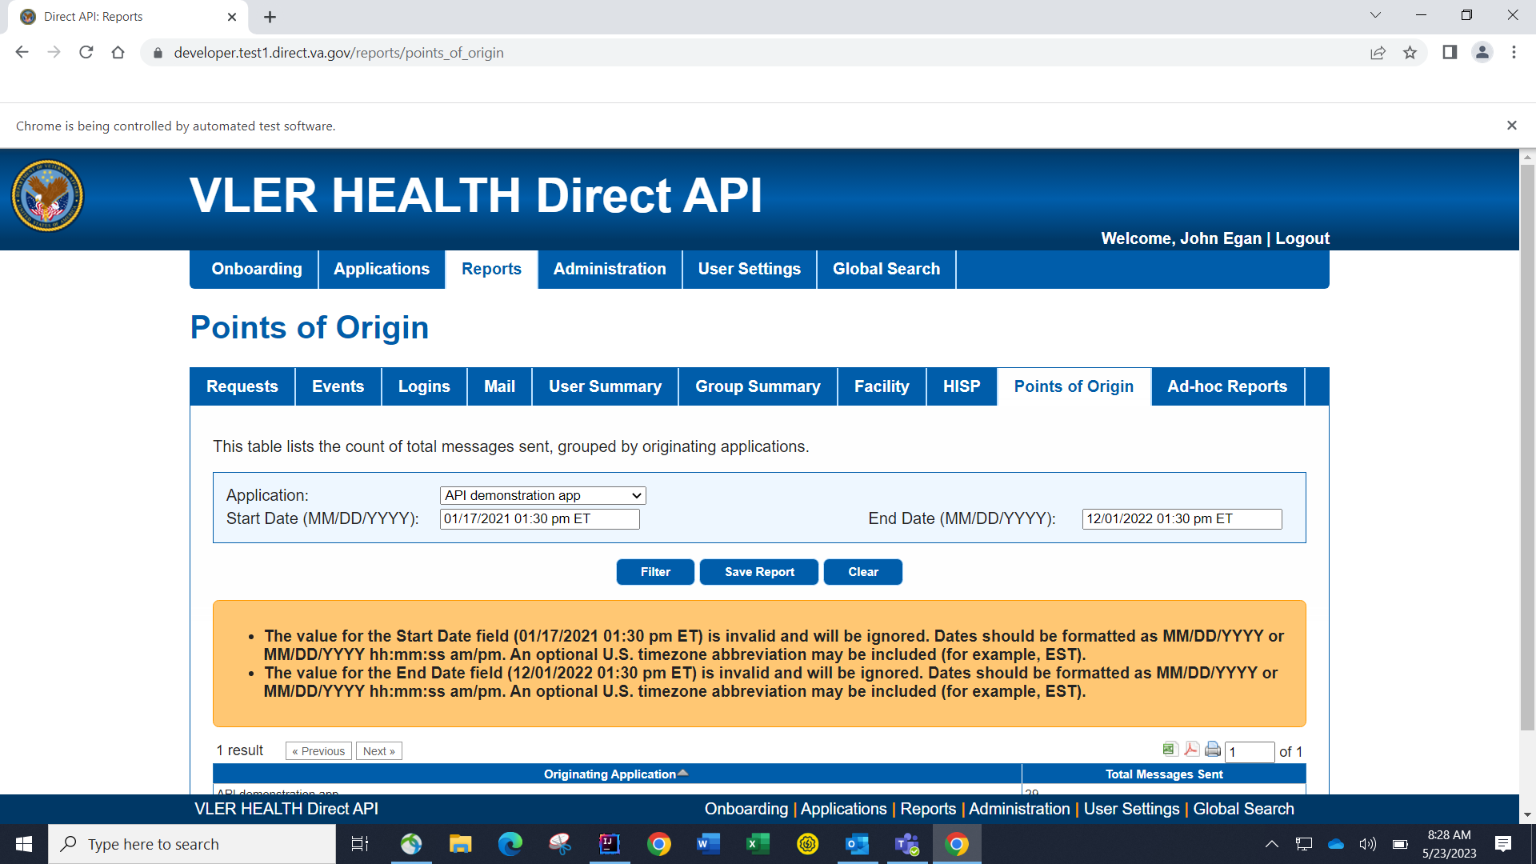 Direct API: Reports
developer.test1.direct.va.gov/reports/points_of_origin
Chrome is being controlled by automated test software.
VLER HEALTH Direct API
Welcome, John Egan | Logout
Onboarding
Applications
Reports
Administration
User Settings
Global Search
Points of Origin
Requests
Events
Logins
Mail
User Summary
Group Summary
Facility
HISP
Points of Origin
Ad-hoc Reports
This table lists the count of total messages sent, grouped by originating applications.
Application:
API demonstration app
Start Date (MM/DD/YYYY):
01/17/2021 01:30 pm ET
End Date (MM/DD/YYYY):
12/01/2022 01:30 pm ET
Filter
Save Report
Clear
• The value for the Start Date field (01/17/2021 01:30 pm ET) is invalid and will be ignored. Dates should be formatted as MM/DD/YYYY or
MM/DD/YYYY hh:mm:ss am/pm. An optional U.S. timezone abbreviation may be included (for example, EST).
• The value for the End Date field (12/01/2022 01:30 pm ET) is invalid and will be ignored. Dates should be formatted as MM/DD/YYYY or
MM/DD/YYYY hh:mm:ss am/pm. An optional U.S. timezone abbreviation may be included (for example, EST).
1 result
« Previous
Next »
1
of 1
Originating Application
Total Messages Sent
API demonstration app
VLER HEALTH Direct API
Onboarding | Applications | Reports | Administration | User Settings | Global Search
Type here to search
8:28 AM
5/23/2023